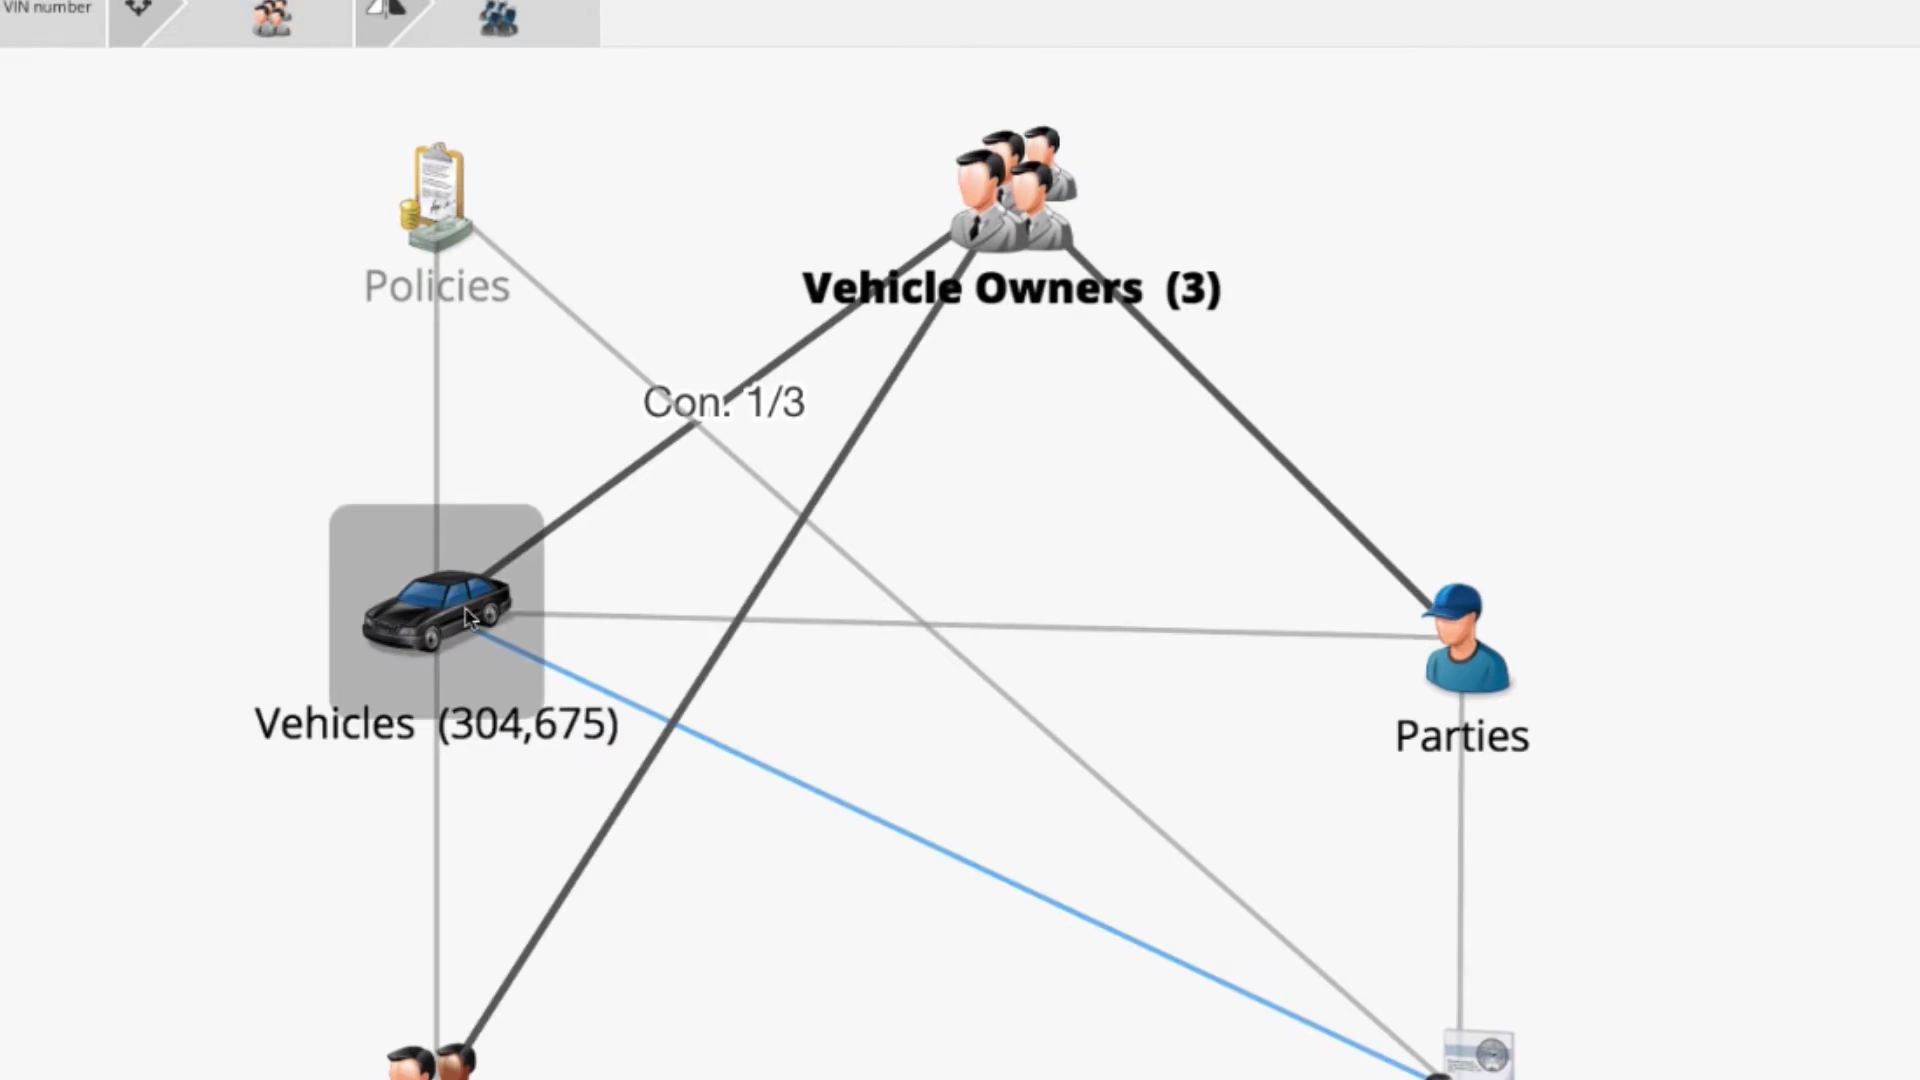 VIN number
Policies
Vehicle Owners (3)
Con. 1/3
Vehicles (304,675)
Parties